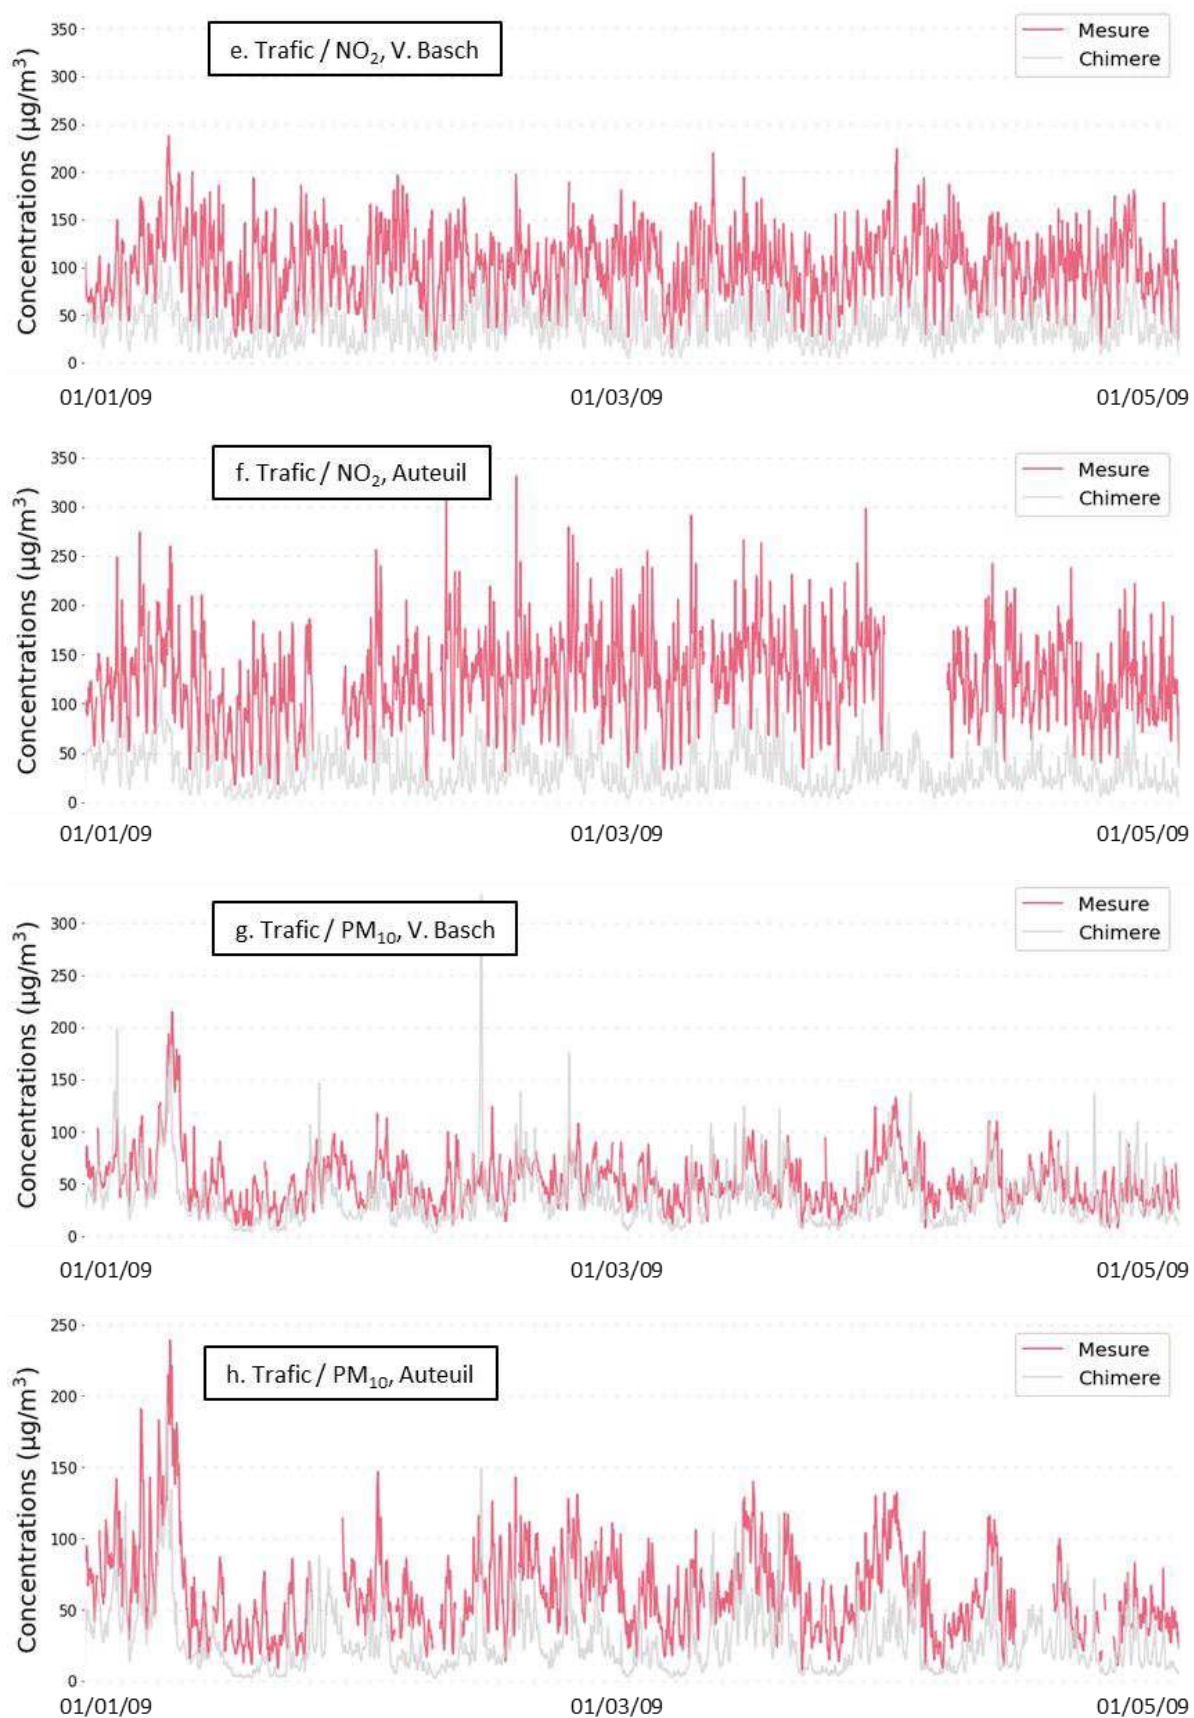 e. Trafic / NO₂, V. Basch
Mesure
Chimere
Concentrations (µg/m³)
350
300
250
200
150
100
50
0
01/01/09
01/03/09
01/05/09
f. Trafic / NO₂, Auteuil
Mesure
Chimere
Concentrations (µg/m³)
350
300
250
200
150
100
50
0
01/01/09
01/03/09
01/05/09
g. Trafic / PM₁₀, V. Basch
Mesure
Chimere
Concentrations (µg/m³)
300
250
200
150
100
50
0
01/01/09
01/03/09
01/05/09
h. Trafic / PM₁₀, Auteuil
Mesure
Chimere
Concentrations (µg/m³)
250
200
150
100
50
0
01/01/09
01/03/09
01/05/09